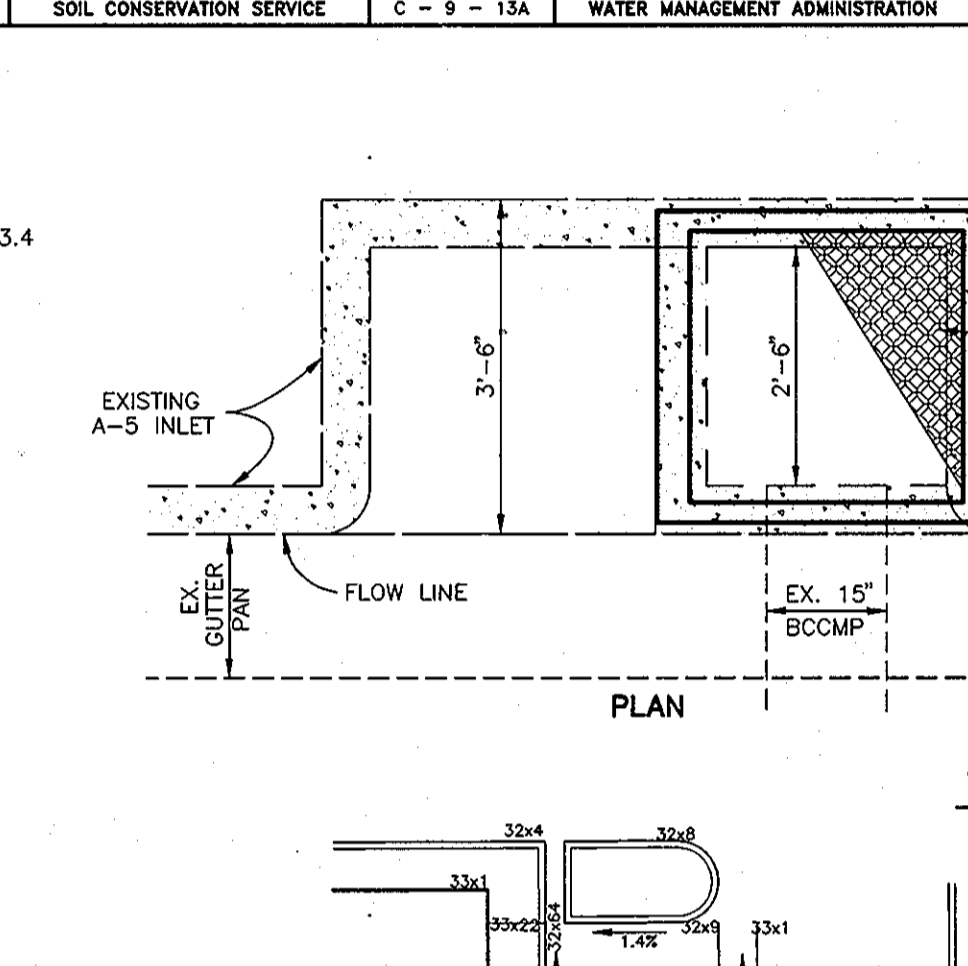 SOIL CONSERVATION SERVICE
C - 9 - 13A
WATER MANAGEMENT ADMINISTRATION
3.4
3'-6"
2'-6"
EXISTING
A-5 INLET
EX.
GUTTER
PAN
FLOW LINE
EX. 15"
BCCMP
PLAN
32x4
32x8
33x1
33x22
32x64
1.4%
32x9
33x1